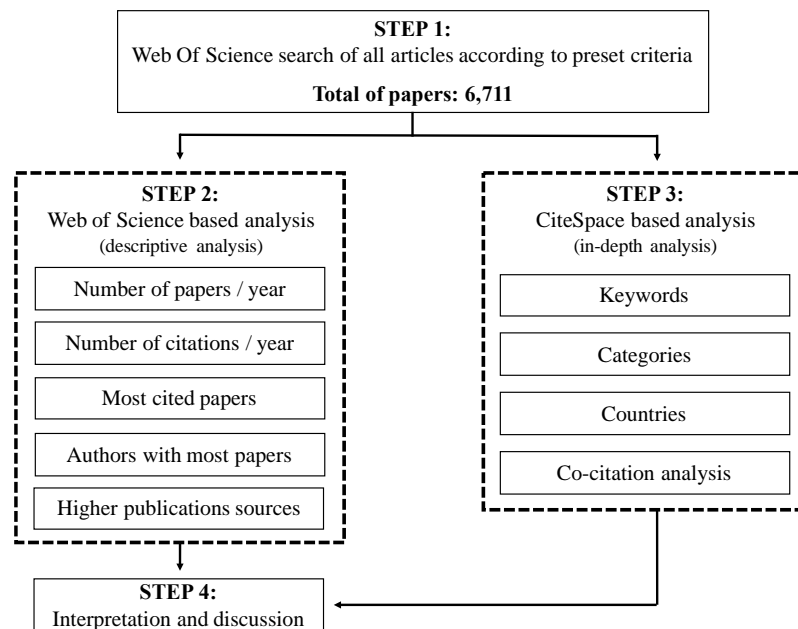 STEP 1:
Web Of Science search of all articles according to preset criteria
Total of papers: 6,711
STEP 2:
Web of Science based analysis
(descriptive analysis)
Number of papers / year
Number of citations / year
Most cited papers
Authors with most papers
Higher publications sources
STEP 3:
CiteSpace based analysis
(in-depth analysis)
Keywords
Categories
Countries
Co-citation analysis
STEP 4:
Interpretation and discussion